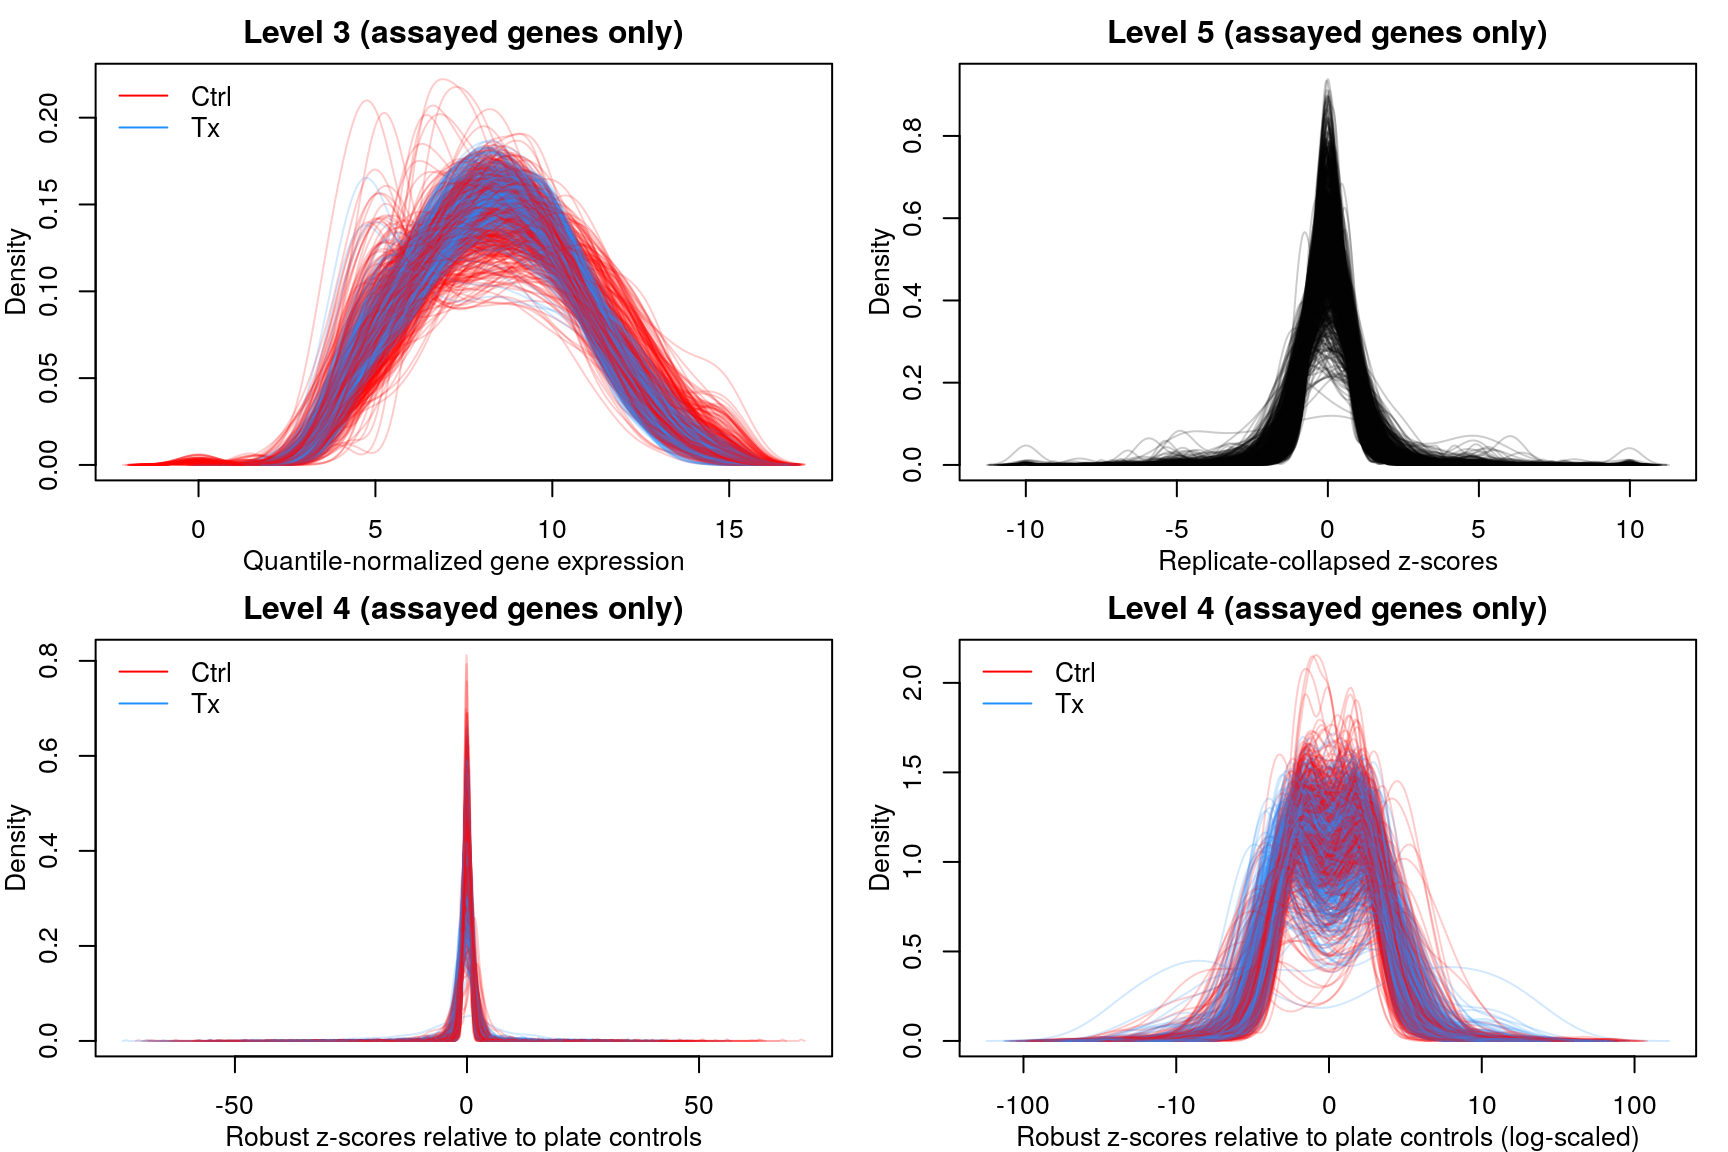 Level 3 (assayed genes only)
Ctrl
Tx
Density
0.00
0.05
0.10
0.15
0.20
0
5
10
15
Quantile-normalized gene expression
Level 5 (assayed genes only)
Density
0.0
0.2
0.4
0.6
0.8
-10
-5
0
5
10
Replicate-collapsed z-scores
Level 4 (assayed genes only)
Ctrl
Tx
Density
0.0
0.2
0.4
0.6
0.8
-50
0
50
Robust z-scores relative to plate controls
Level 4 (assayed genes only)
Ctrl
Tx
Density
0.0
0.5
1.0
1.5
2.0
-100
-10
0
10
100
Robust z-scores relative to plate controls (log-scaled)